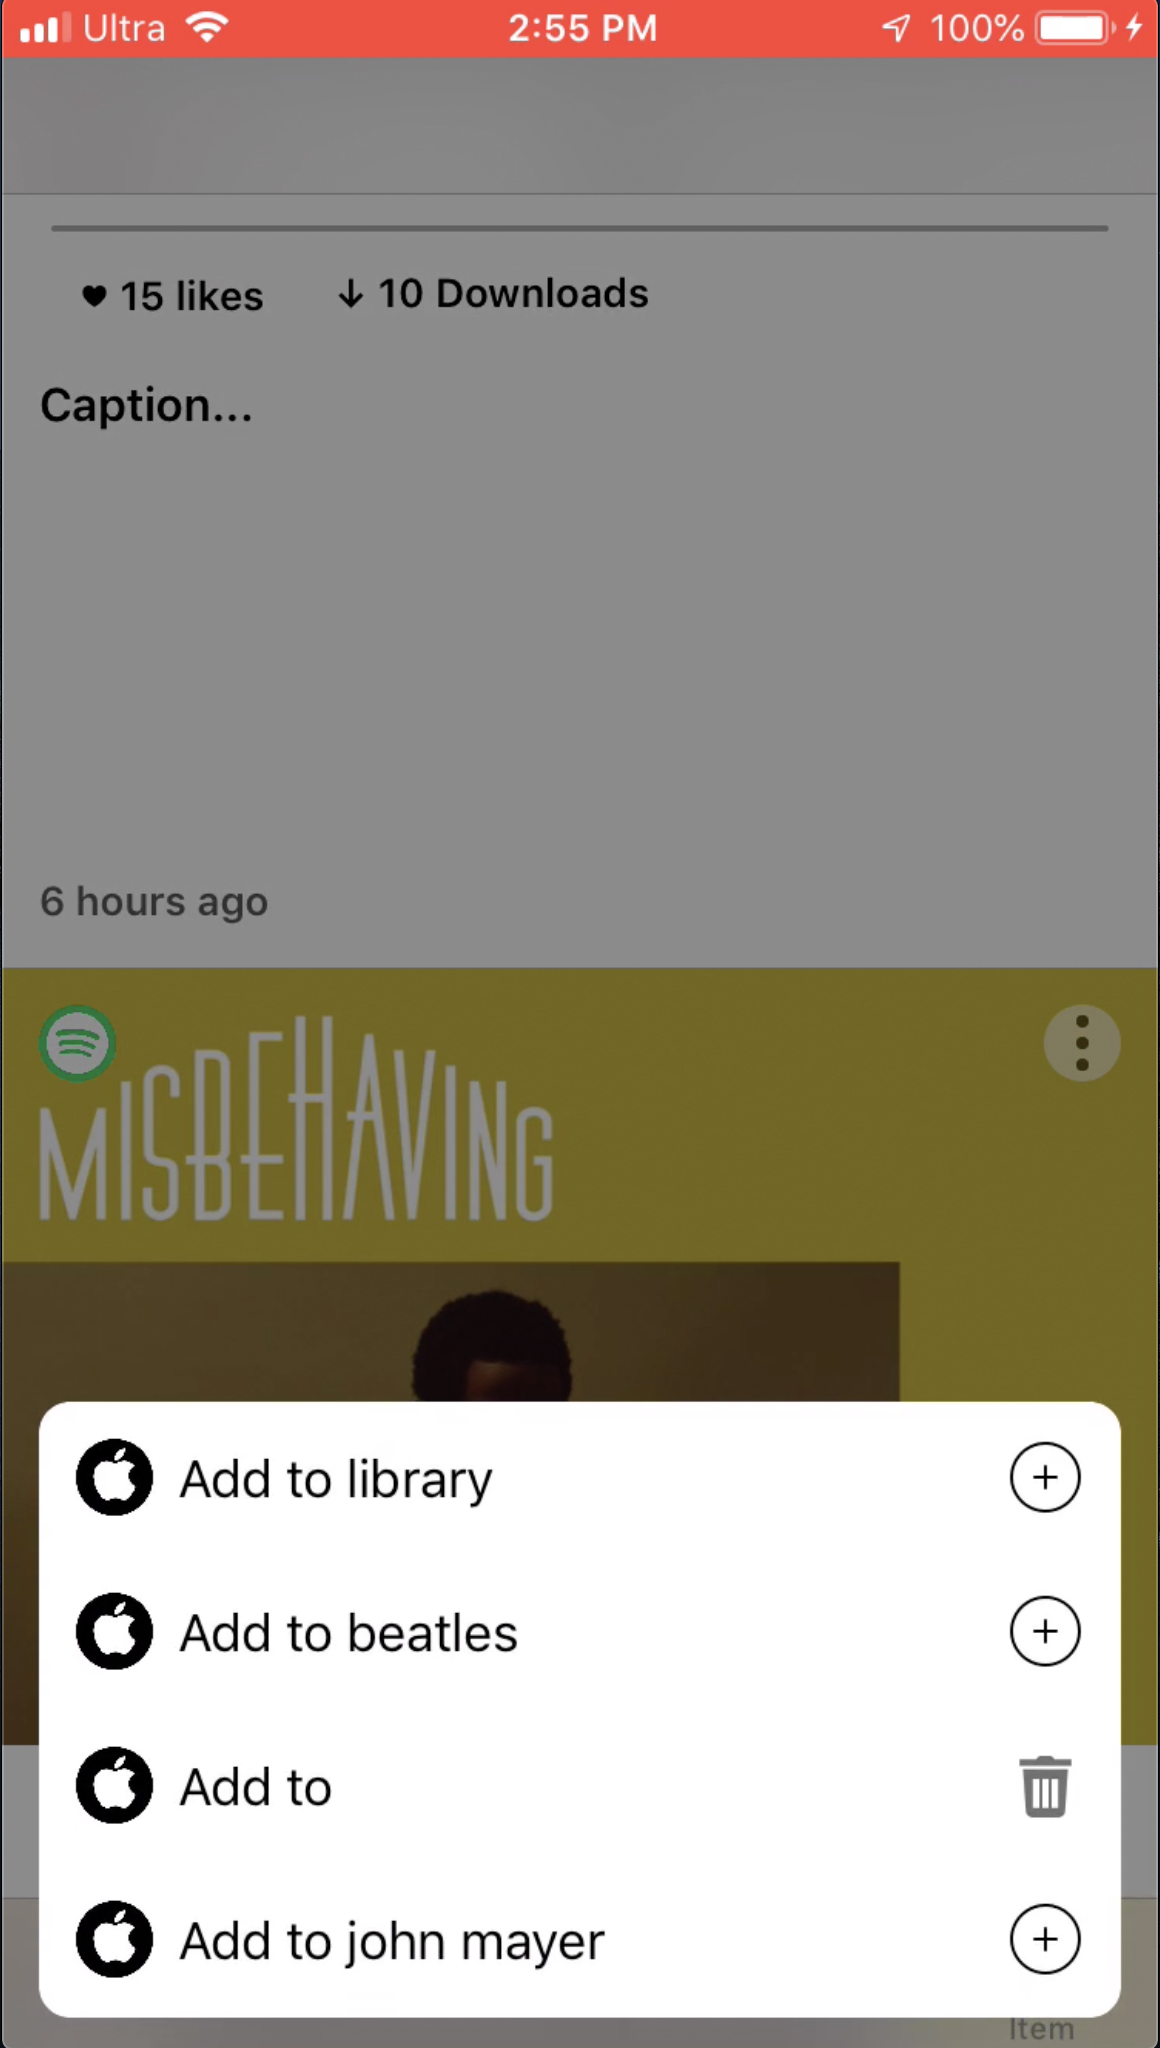 Ultra 2:55 PM 100%
15 likes 10 Downloads
Caption...
6 hours ago
MISBEHAVING
Add to library
Add to beatles
Add to
Add to john mayer
Item